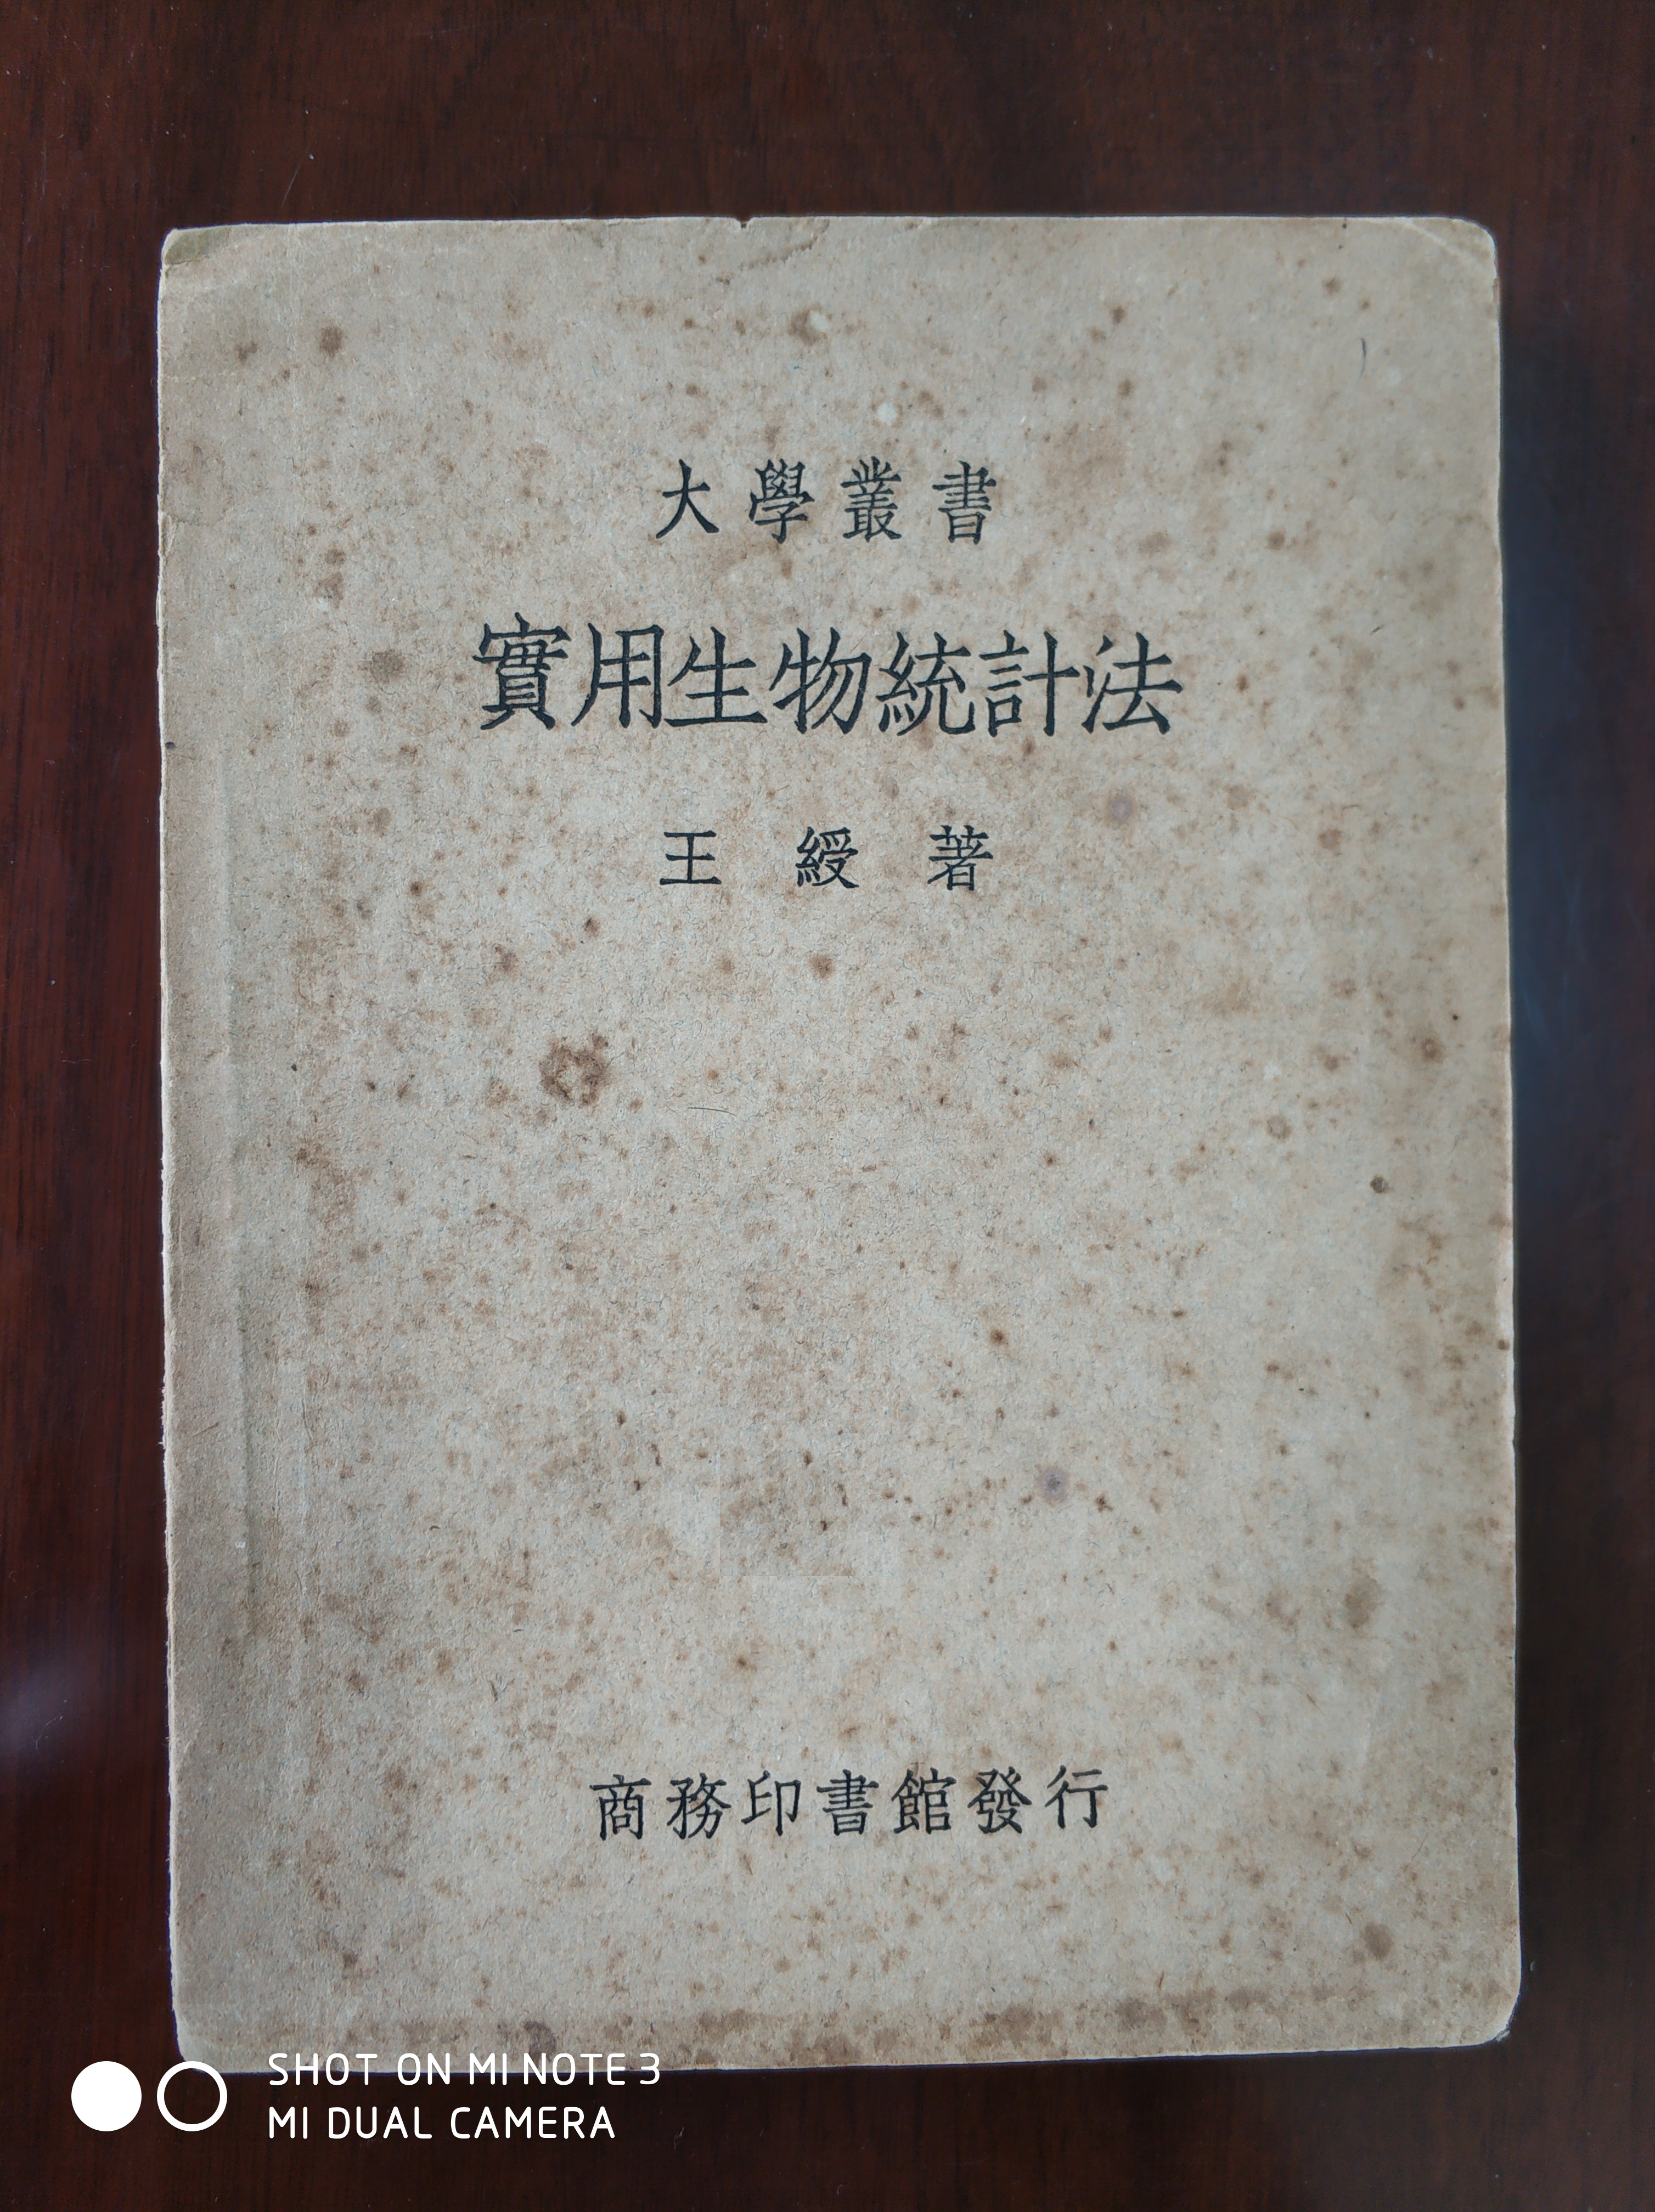 大學叢書
實用生物統計法
王綬著
商務印書館發行
SHOT ON MI NOTE 3
MI DUAL CAMERA